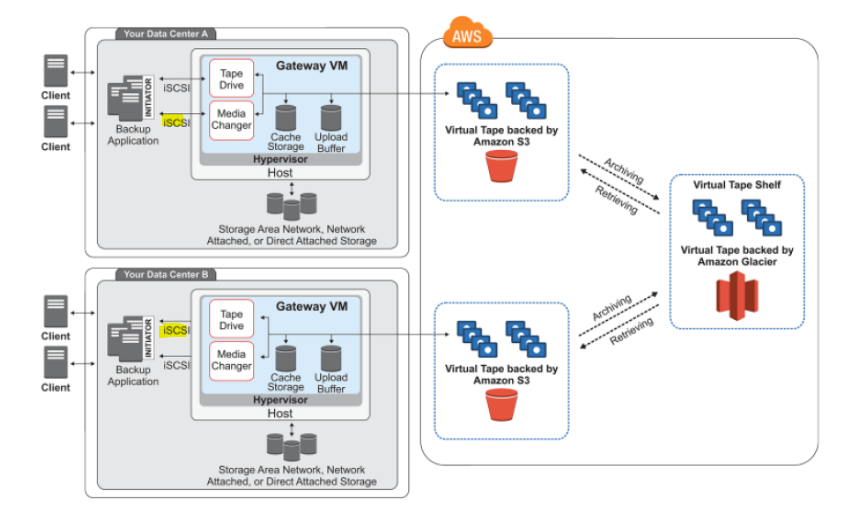 Your Data Center A
Client
Client
Backup
Application
INITIATOR
iSCSI
iSCSI
Gateway VM
Tape
Drive
Media
Changer
Cache
Storage
Upload
Buffer
Hypervisor
Host
Storage Area Network, Network
Attached, or Direct Attached Storage
Your Data Center B
Client
Client
Backup
Application
INITIATOR
iSCSI
iSCSI
Gateway VM
Tape
Drive
Media
Changer
Cache
Storage
Upload
Buffer
Hypervisor
Host
Storage Area Network, Network
Attached, or Direct Attached Storage
AWS
Virtual Tape backed by
Amazon S3
Archiving
Retrieving
Virtual Tape Shelf
Virtual Tape backed by
Amazon Glacier
Archiving
Retrieving
Virtual Tape backed by
Amazon S3